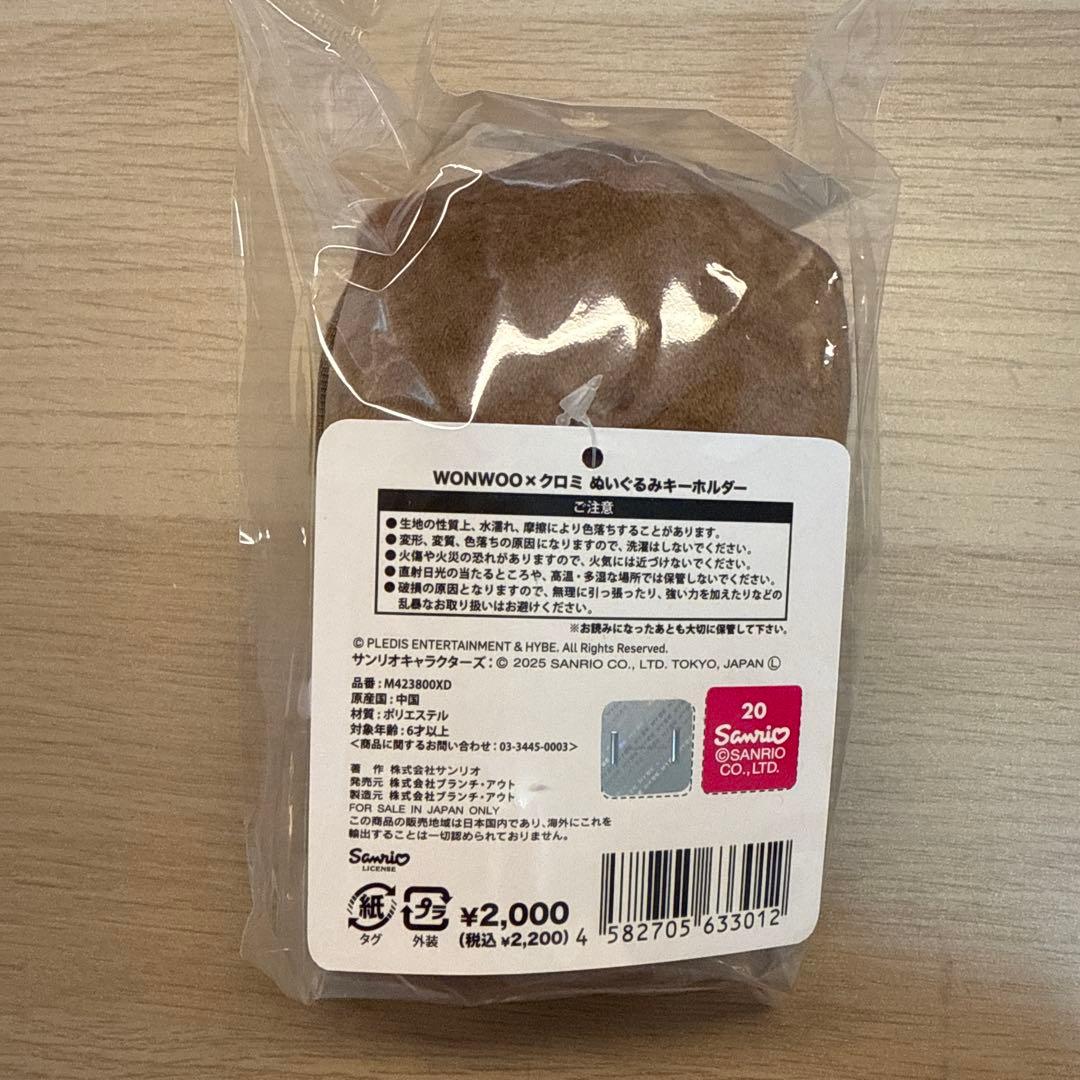 WONWOO×クロミ ぬいぐるみキーホルダー
ご注意
●生地の性質上、水濡れ、摩擦により色落ちすることがあります。
●変形、変質、色落ちの原因になりますので、洗濯はしないでください。
●火傷や火災の恐れがありますので、火気には近づけないでください。
●直射日光の当たるところや、高温・多湿な場所では保管しないでください。
●破損の原因となりますので、無理に引っ張ったり、強い力を加えたりなどの
乱暴なお取り扱いはお避けください。
※お読みになったあとも大切に保管して下さい。
© PLEDIS ENTERTAINMENT & HYBE. All Rights Reserved.
サンリオキャラクターズ:© 2025 SANRIO CO., LTD. TOKYO, JAPAN Ⓛ
品番:M423800XD
原産国:中国
材質:ポリエステル
対象年齢:6才以上
<商品に関するお問い合わせ:03-3445-0003>
著 作 株式会社サンリオ
発売元 株式会社ブランチ・アウト
製造元 株式会社ブランチ・アウト
FOR SALE IN JAPAN ONLY
この商品の販売地域は日本国内であり、海外にこれを
輸出することは一切認められておりません。
20
Sanrio
©SANRIO
CO., LTD.
Sanrio
LICENSE
紙
タグ
プラ
外装
¥2,000
(税込 ¥2,200)
4 582705 633012